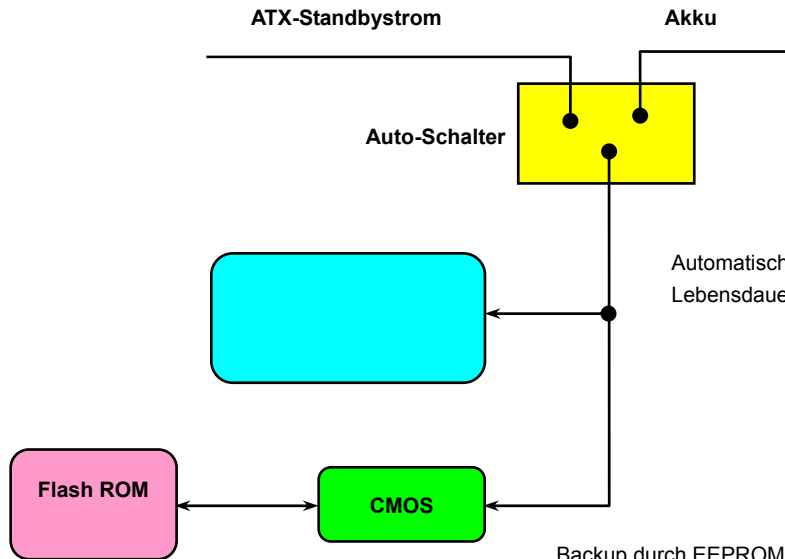 ATX-Standbystrom
Akku
Auto-Schalter
Automatisch
Lebensdaue
Flash ROM
CMOS
Backup durch EEPROM